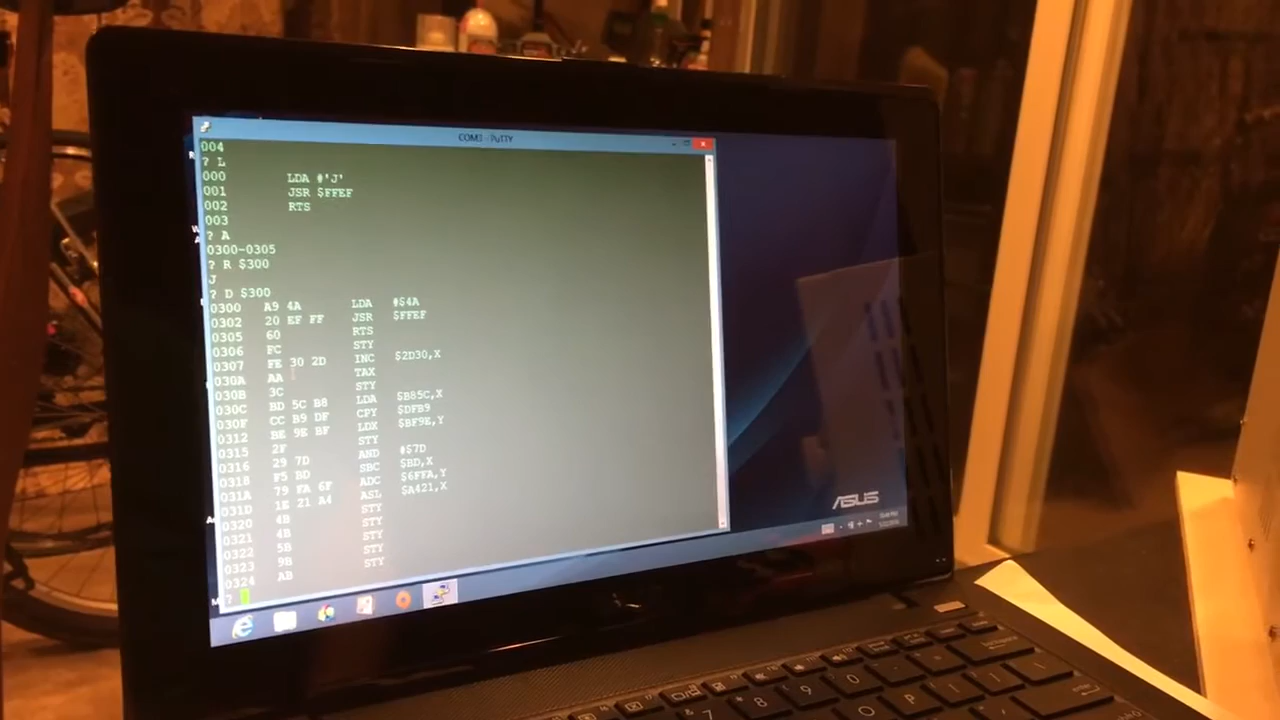 COM3 - PuTTY
004
? L
000 LDA #'J'
001 JSR $FFEF
002 RTS
003
? A
0300-0305
? R $300
J
? D $300
0300 A9 4A LDA #$4A
0302 20 EF FF JSR $FFEF
0305 60 RTS
0306 FC STY
0307 FE 30 2D INC $2D30,X
030A AA TAX
030B 3C STY
030C BD 5C B8 LDA $B85C,X
030F CC B9 DF CPY $DFB9
0312 BE 9E BF LDX $BF9E,Y
0315 2F STY
0316 29 7D AND #$7D
0318 F5 BD SBC $BD,X
031A 79 FA 6F ADC $6FFA,Y
031D 1E 21 A4 ASL $A421,X
0320 4B STY
0321 4B STY
0322 5B STY
0323 9B STY
0324 AB STY
?
ASUS